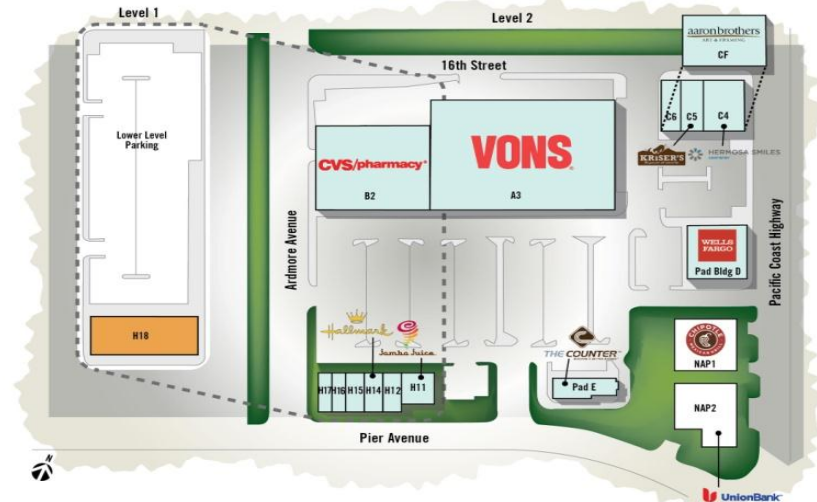 Level 1
Level 2
aaron brothers
ART & FRAMING
CF
16th Street
C6
C5
C4
KRISER'S
HERMOSA SMILES
Lower Level
Parking
VONS
CVS/pharmacy
B2
A3
Ardmore Avenue
Pacific Coast Highway
WELLS
FARGO
Pad Bldg D
H18
Hallmark
Jamba Juice
THE COUNTER
CHIPOTLE
NAP1
H17
H16
H15
H14
H12
H11
Pad E
NAP2
Pier Avenue
N
UnionBank